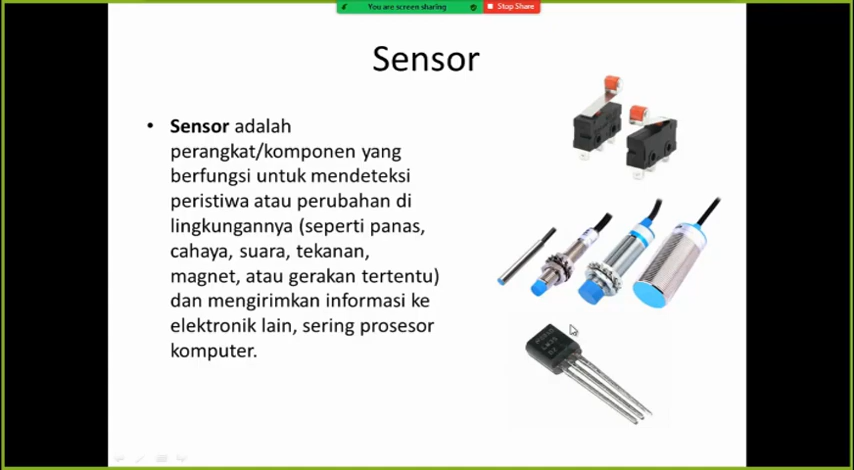 You are screen sharing
Stop Share
Sensor
• Sensor adalah
perangkat/komponen yang
berfungsi untuk mendeteksi
peristiwa atau perubahan di
lingkungannya (seperti panas,
cahaya, suara, tekanan,
magnet, atau gerakan tertentu)
dan mengirimkan informasi ke
elektronik lain, sering prosesor
komputer.
LM35